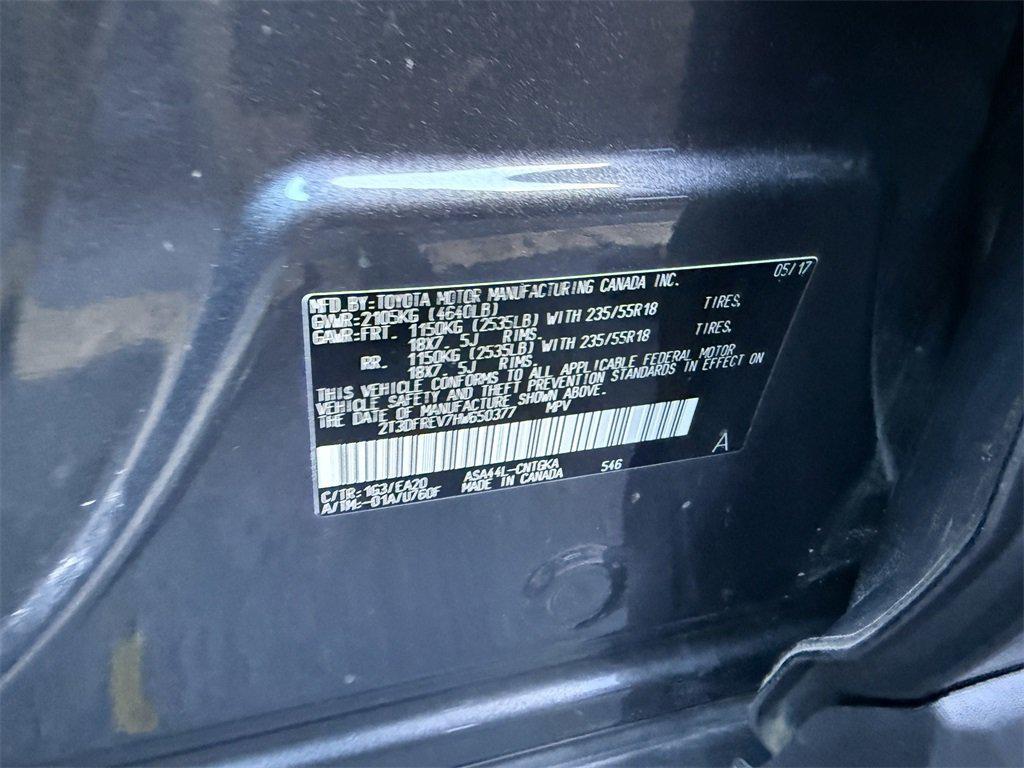 MFD. BY: TOYOTA MOTOR MANUFACTURING CANADA INC. 05/17
GVWR: 2105KG (4640LB)
GAWR: FRT. 1150KG (2535LB) WITH 235/55R18 TIRES,
18X7. 5J RIMS.
RR. 1150KG (2535LB) WITH 235/55R18 TIRES,
18X7. 5J RIMS.
THIS VEHICLE CONFORMS TO ALL APPLICABLE FEDERAL MOTOR
VEHICLE SAFETY AND THEFT PREVENTION STANDARDS IN EFFECT ON
THE DATE OF MANUFACTURE SHOWN ABOVE.
2T3DFREV7HW650377 MPV
A
C/TR: 1G3/EA20 ASA44L-CNTGKA 546
A/TM: -01A/U760F MADE IN CANADA